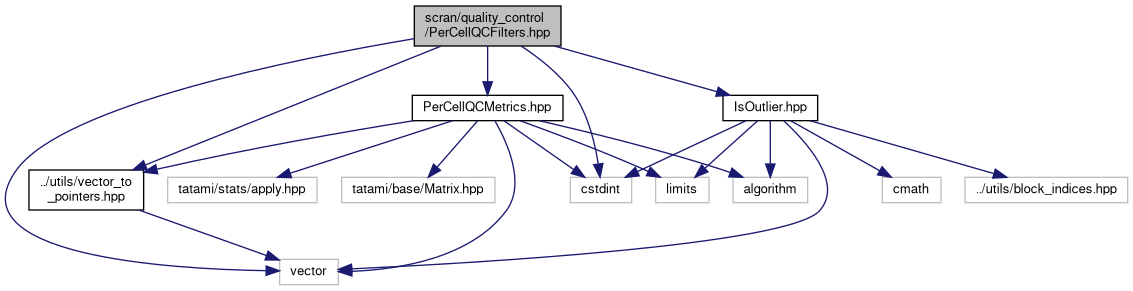 scran/quality_control
/PerCellQCFilters.hpp
PerCellQCMetrics.hpp
IsOutlier.hpp
../utils/vector_to
_pointers.hpp
tatami/stats/apply.hpp
tatami/base/Matrix.hpp
cstdint
limits
algorithm
cmath
../utils/block_indices.hpp
vector